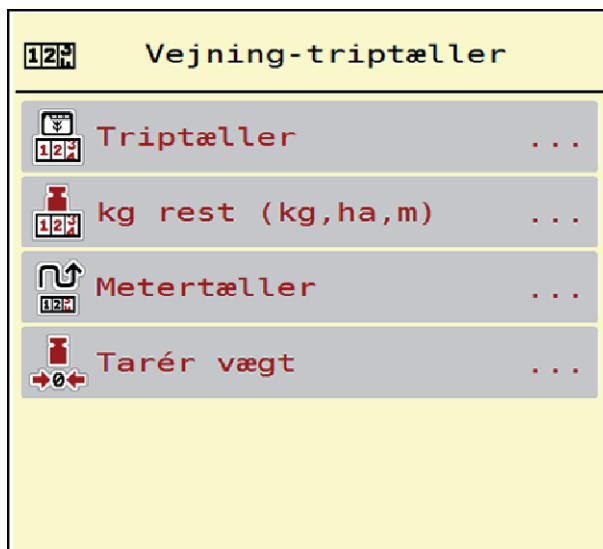 Vejning-triptæller
Triptæller ...
kg rest (kg,ha,m) ...
Metertæller ...
Tarér vægt ...